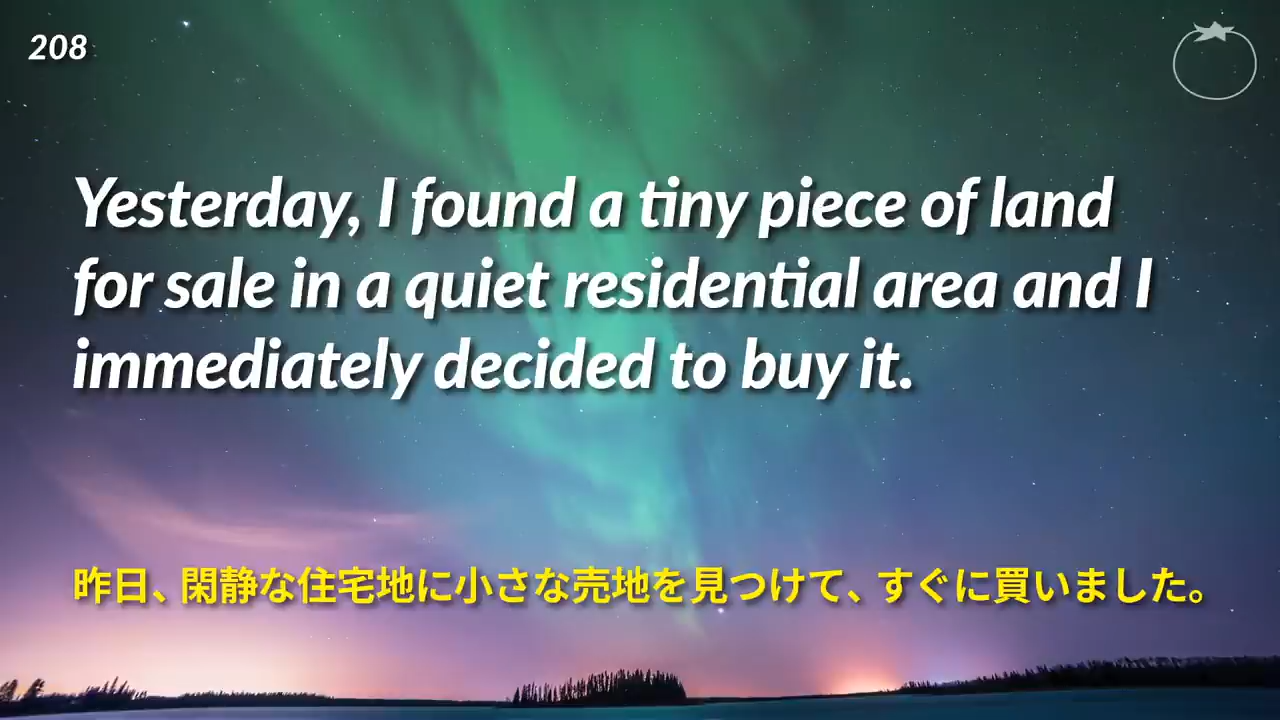 208
Yesterday, I found a tiny piece of land
for sale in a quiet residential area and I
immediately decided to buy it.
昨日、閑静な住宅地に小さな売地を見つけて、すぐに買いました。